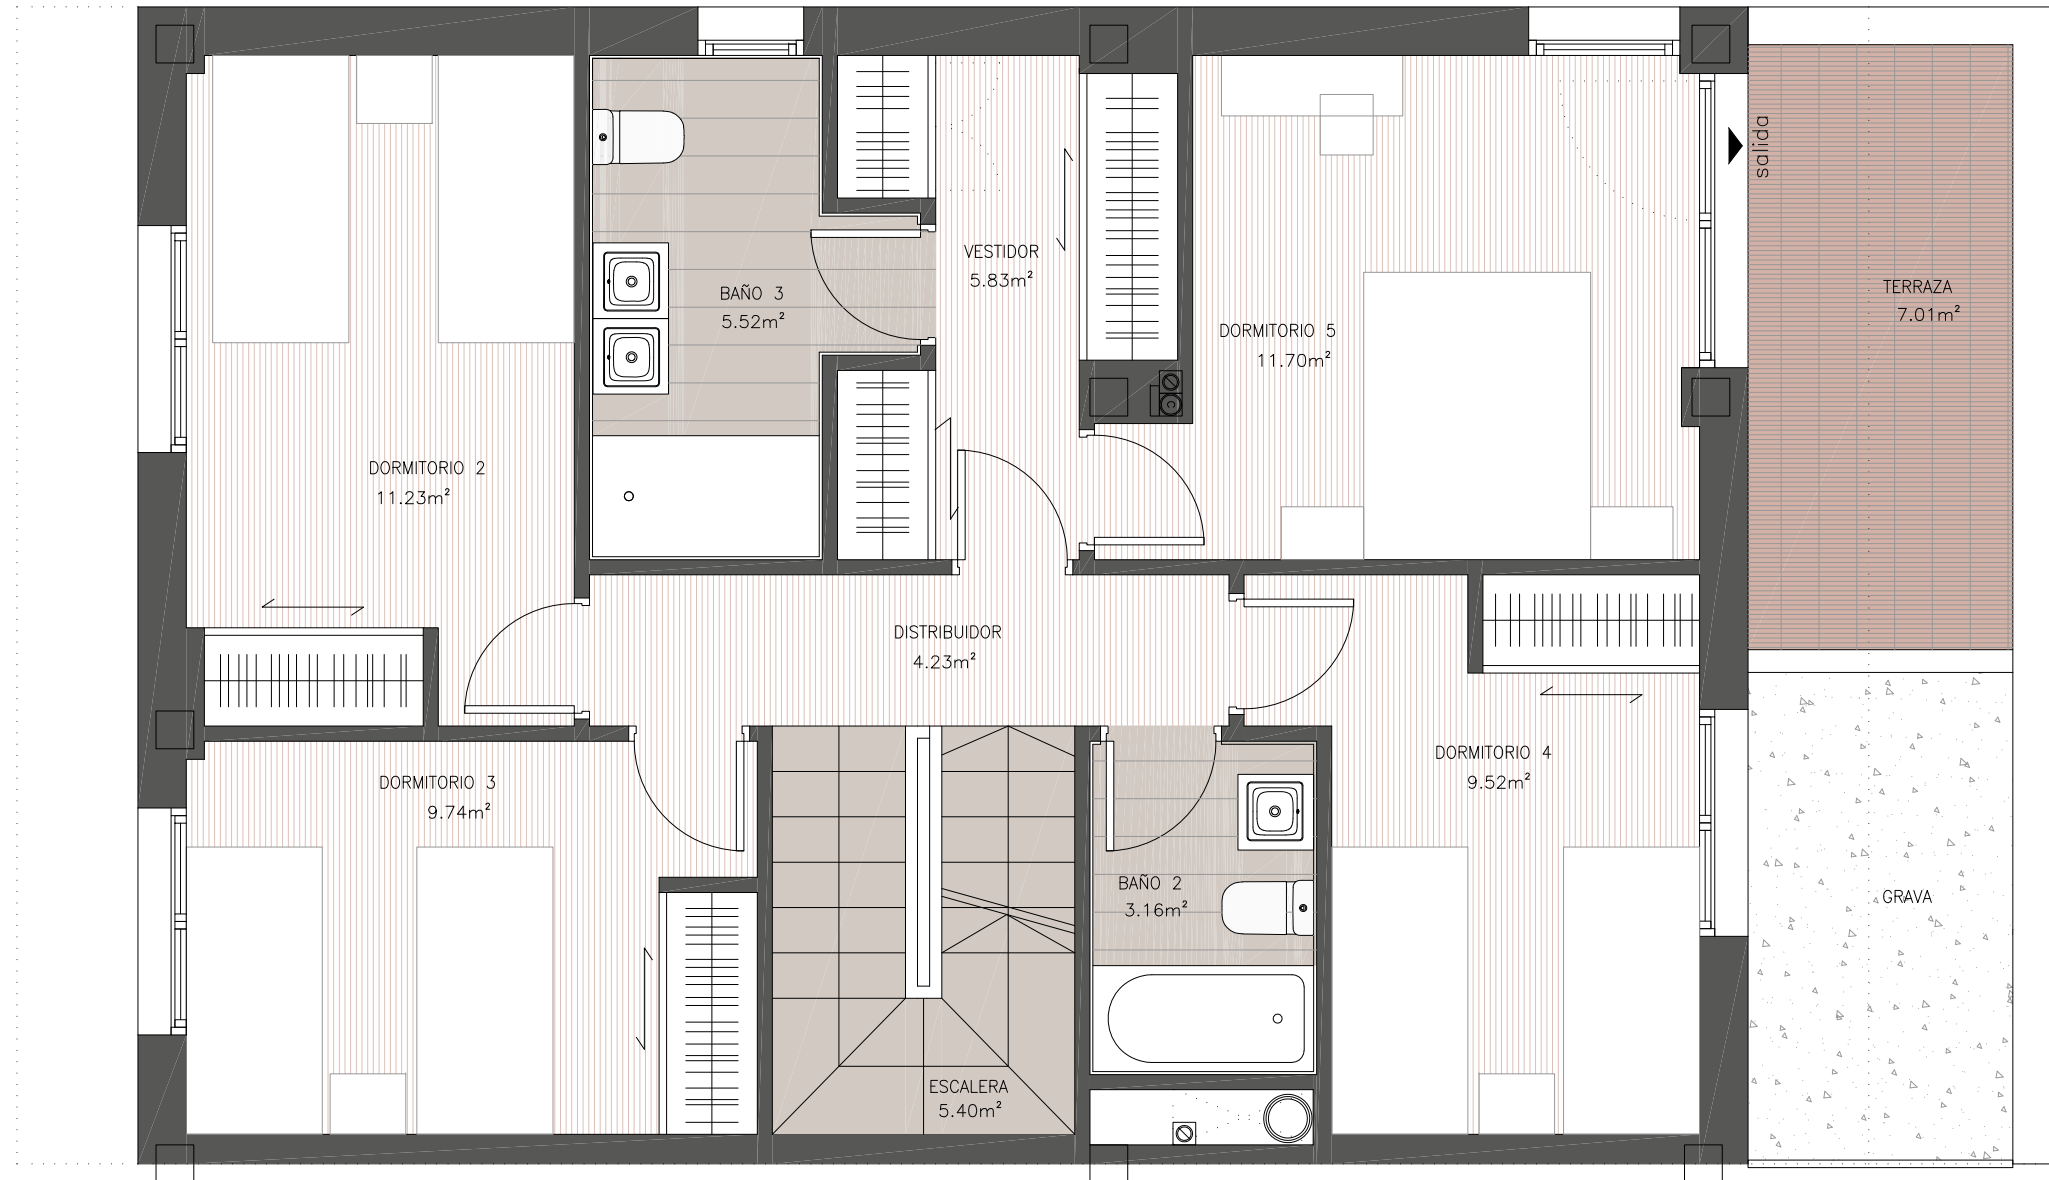 salida
VESTIDOR
5.83m²
BAÑO 3
5.52m²
TERRAZA
7.01m²
DORMITORIO 5
11.70m²
C
DORMITORIO 2
11.23m²
DISTRIBUIDOR
4.23m²
DORMITORIO 4
9.52m²
DORMITORIO 3
9.74m²
BAÑO 2
3.16m²
GRAVA
ESCALERA
5.40m²